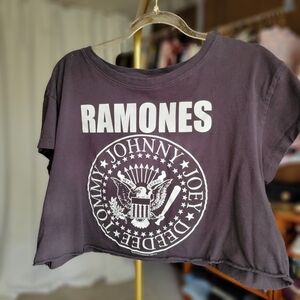 RAMONES
JOHNNY ★ JOEY ★ DEEDEE ★ TOMMY ★